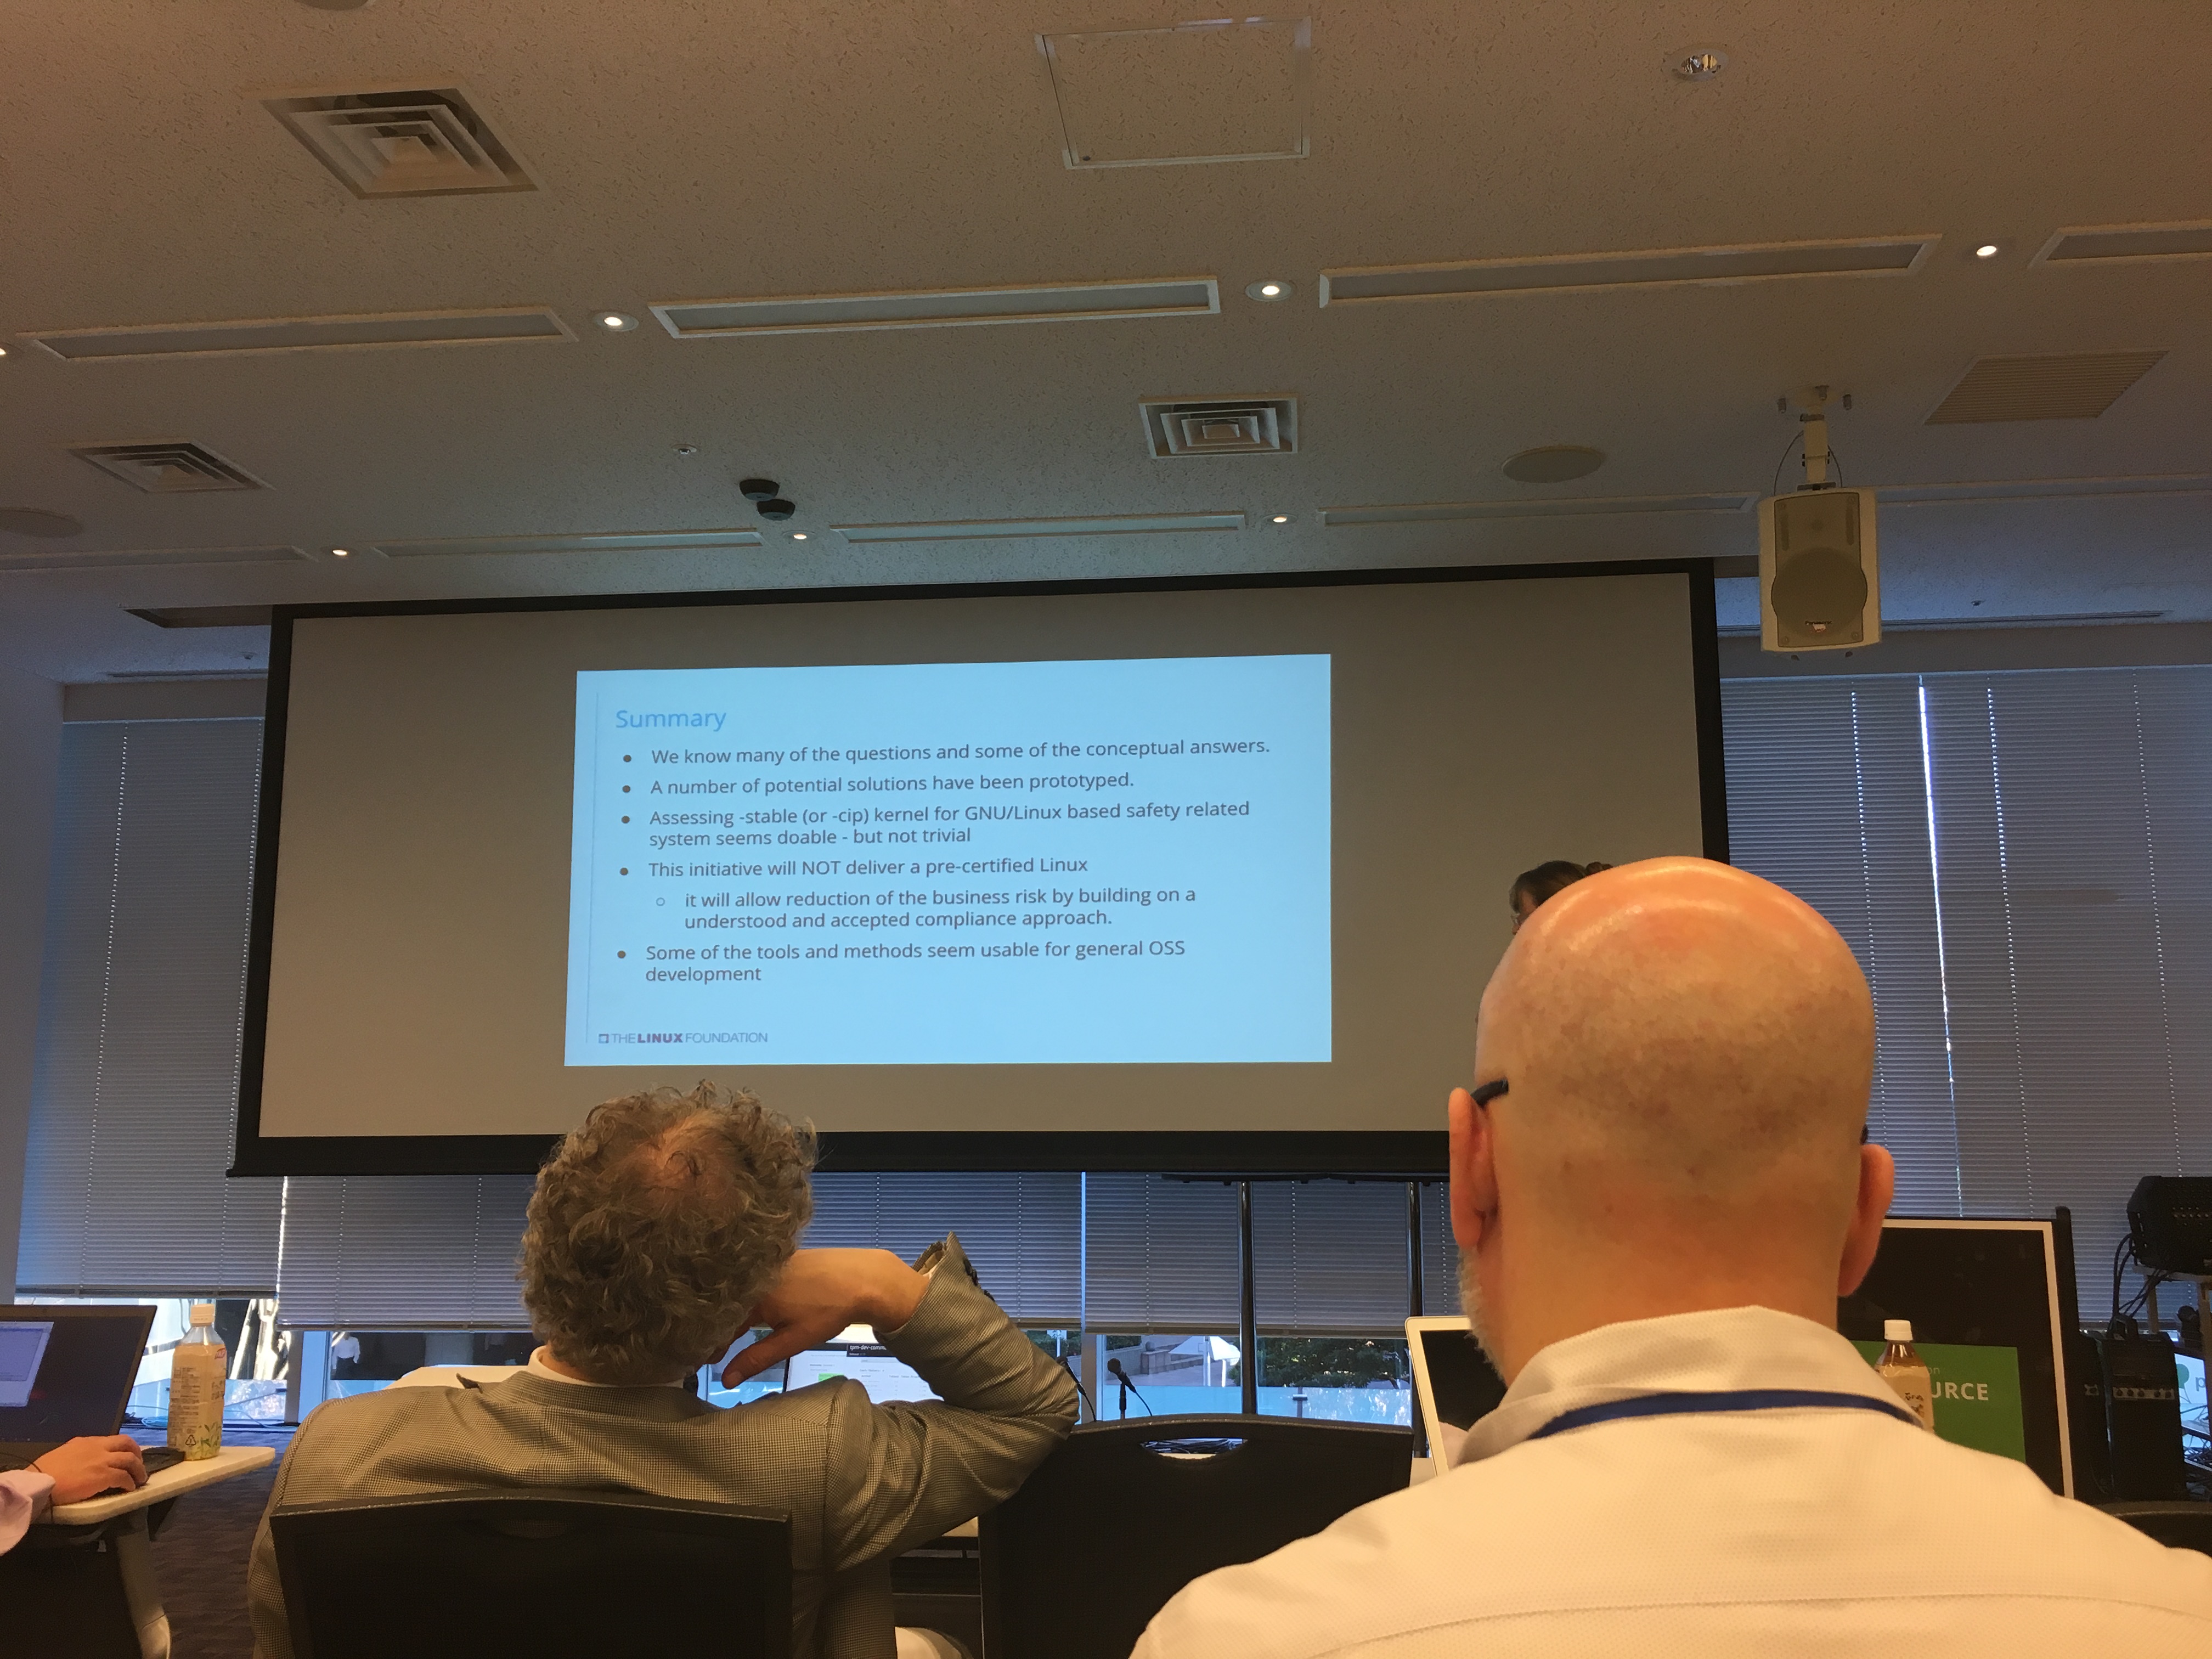 Summary
We know many of the questions and some of the conceptual answers.
A number of potential solutions have been prototyped.
Assessing -stable (or -cip) kernel for GNU/Linux based safety related
system seems doable - but not trivial
This initiative will NOT deliver a pre-certified Linux
it will allow reduction of the business risk by building on a
understood and accepted compliance approach.
Some of the tools and methods seem usable for general OSS
development
THE LINUX FOUNDATION
URCE